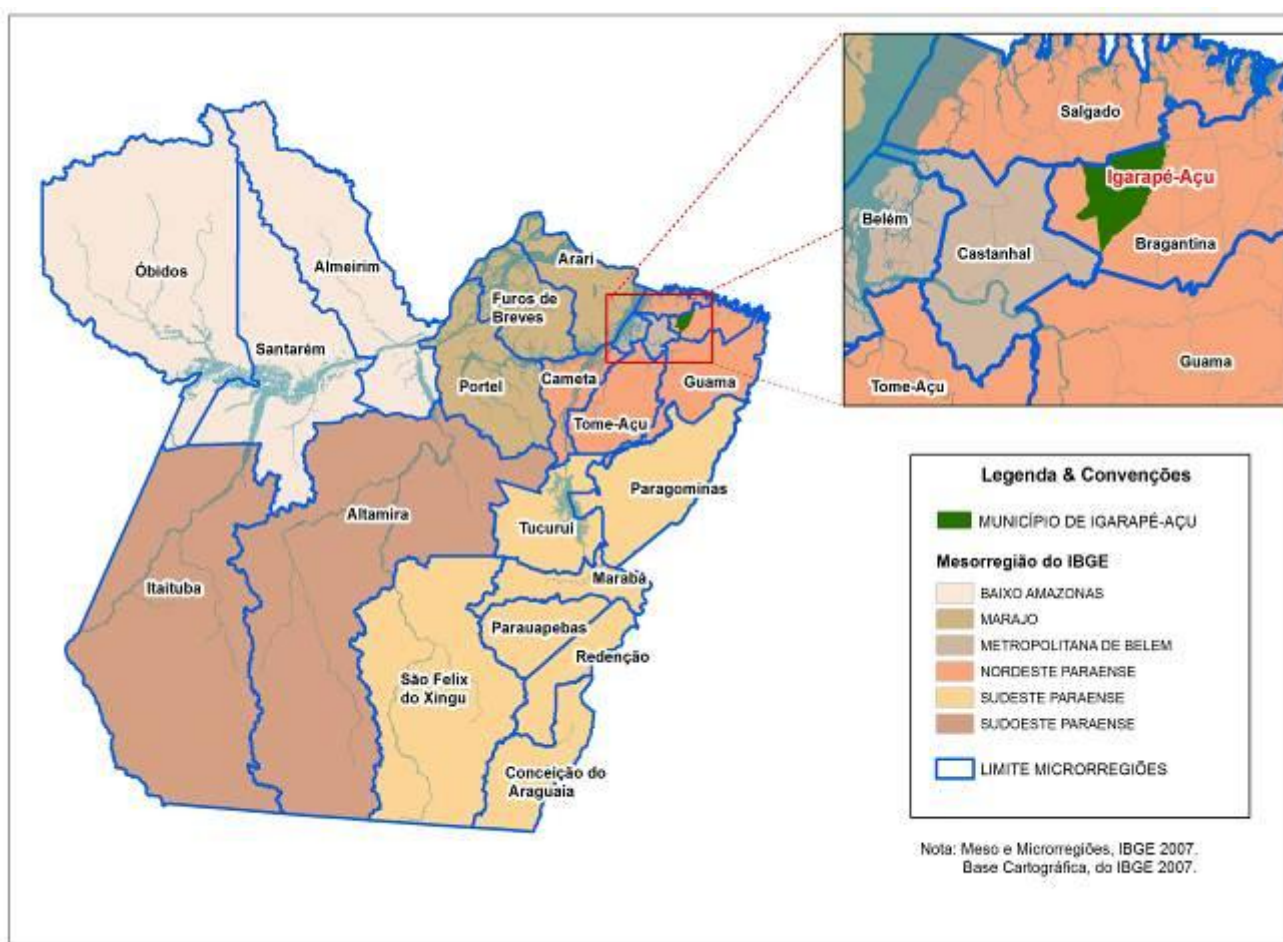 Salgado
Igarapé-Açu
Belém
Castanhal
Bragantina
Guama
Tome-Açu
Óbidos
Almeirim
Arari
Furos de
Breves
Santarém
Portel
Cameta
Guama
Tome-Açu
Paragominas
Altamira
Tucurui
Itaituba
Marabá
Parauapebas
Redenção
São Felix
do Xingu
Conceição do
Araguaia
Legenda & Convenções
MUNICÍPIO DE IGARAPÉ-AÇU
Mesorregião do IBGE
BAIXO AMAZONAS
MARAJO
METROPOLITANA DE BELEM
NORDESTE PARAENSE
SUDESTE PARAENSE
SUDOESTE PARAENSE
LIMITE MICRORREGIÕES
Nota: Meso e Microrregiões, IBGE 2007.
Base Cartográfica, do IBGE 2007.